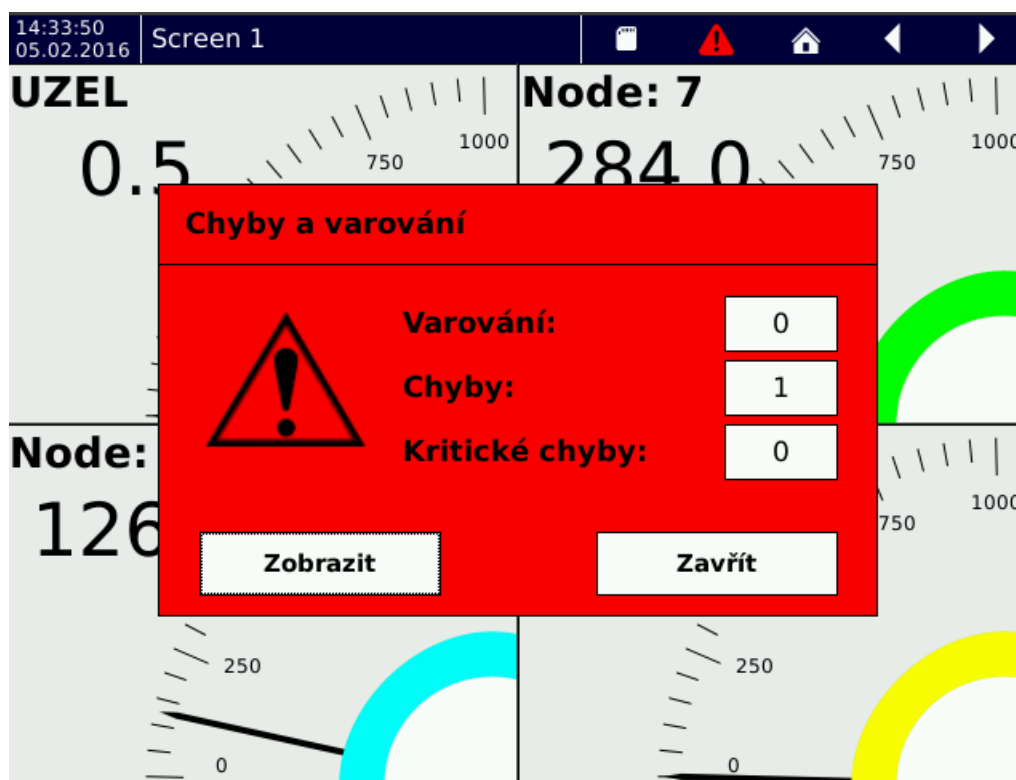 14:33:50
05.02.2016
Screen 1
UZEL
0.5
750
1000
Node: 7
284.0
750
1000
Chyby a varování
Varování:
0
Chyby:
1
Kritické chyby:
0
Zobrazit
Zavřít
Node:
126
750
1000
250
0
250
0